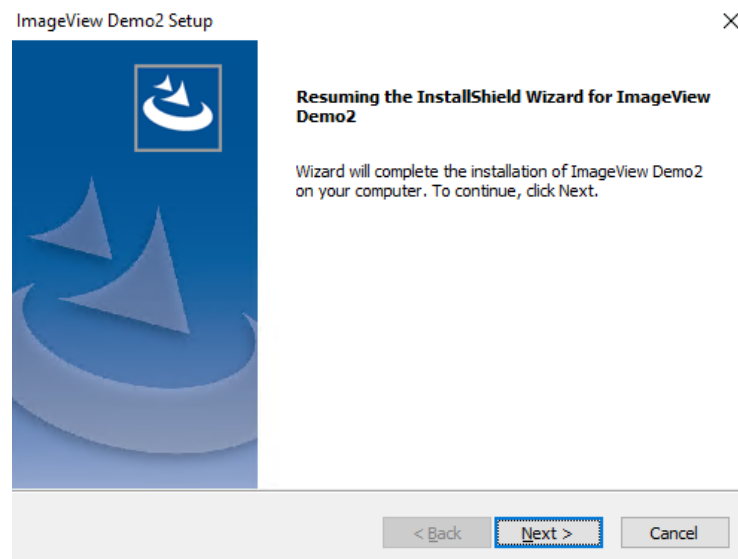 ImageView Demo2 Setup
Resuming the InstallShield Wizard for ImageView
Demo2
Wizard will complete the installation of ImageView Demo2
on your computer. To continue, click Next.
< Back
Next >
Cancel